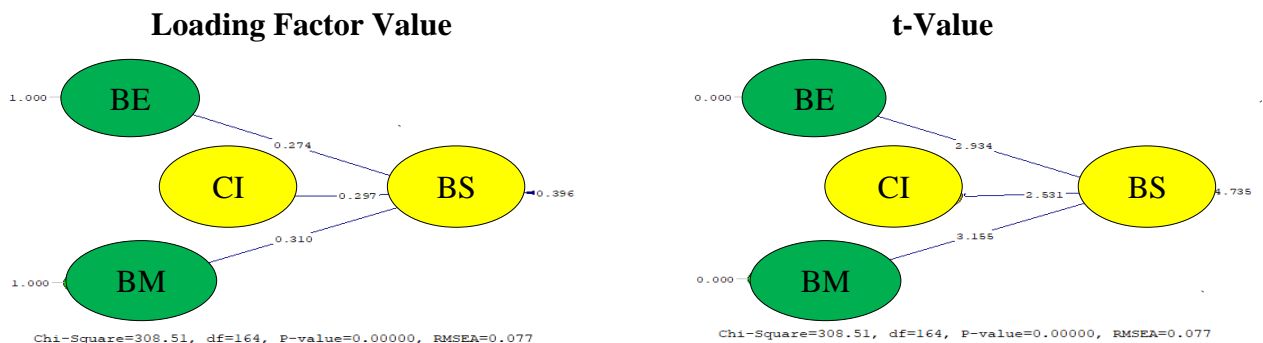 Loading Factor Value
1.000
BE
0.274
CI
0.297
BS
0.396
0.310
1.000
BM
Chi-Square=308.51, df=164, P-value=0.00000, RMSEA=0.077
t-Value
0.000
BE
2.934
CI
2.531
BS
4.735
3.155
0.000
BM
Chi-Square=308.51, df=164, P-value=0.00000, RMSEA=0.077